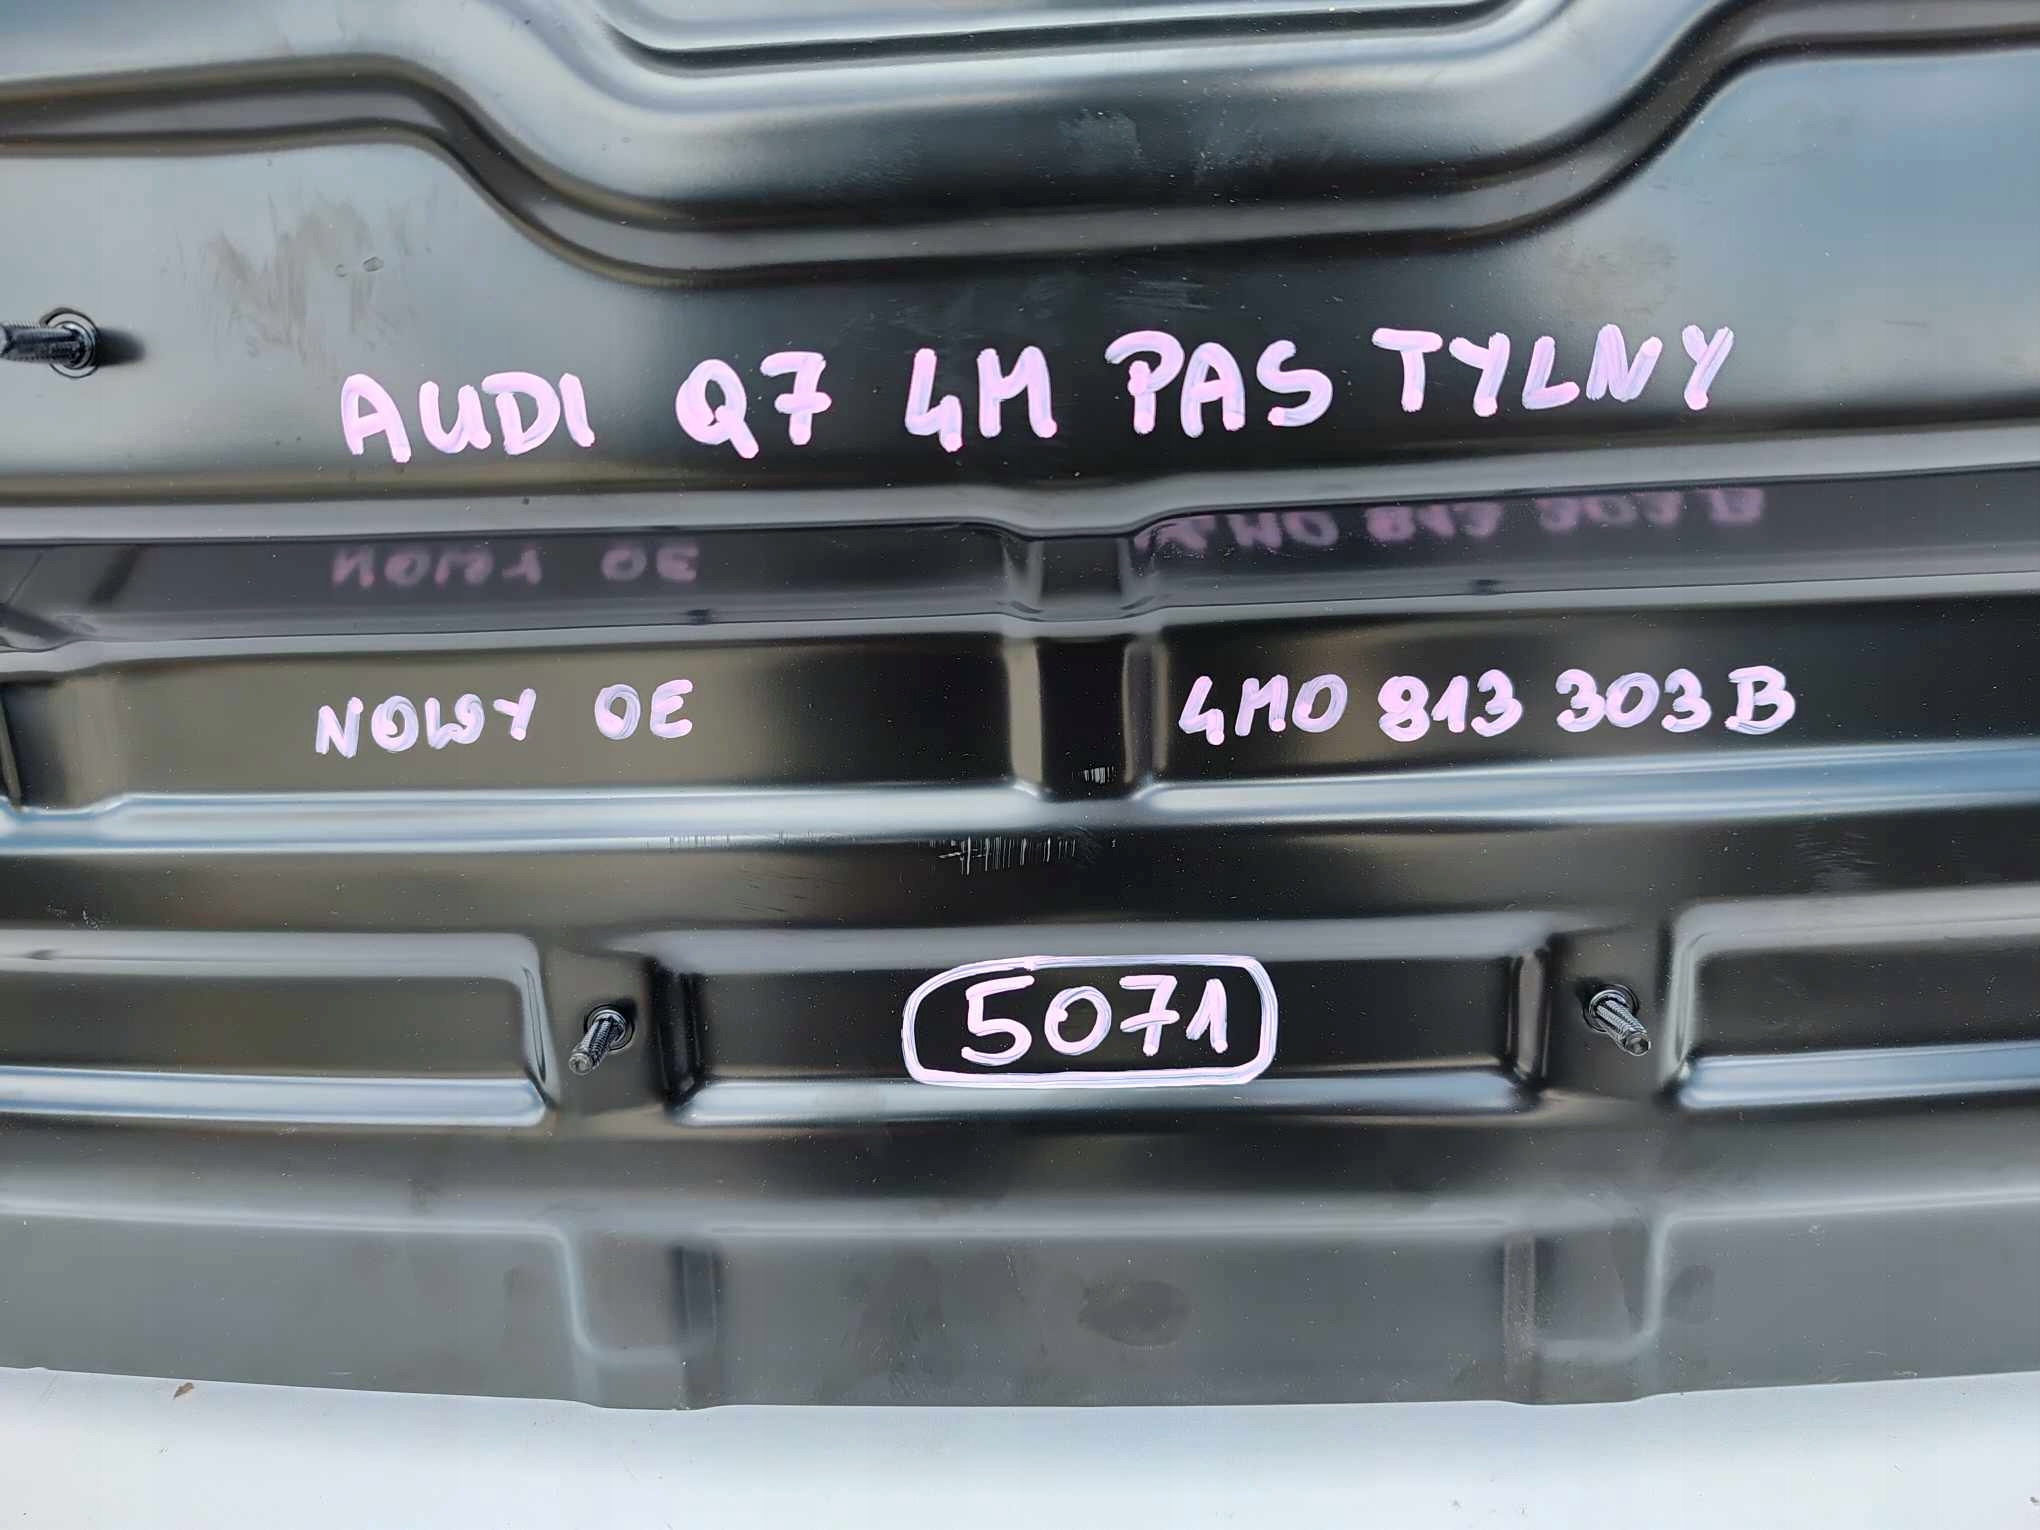 AUDI Q7 4M PAS TYLNY
NOWY OE 4M0 813 303 B
5071